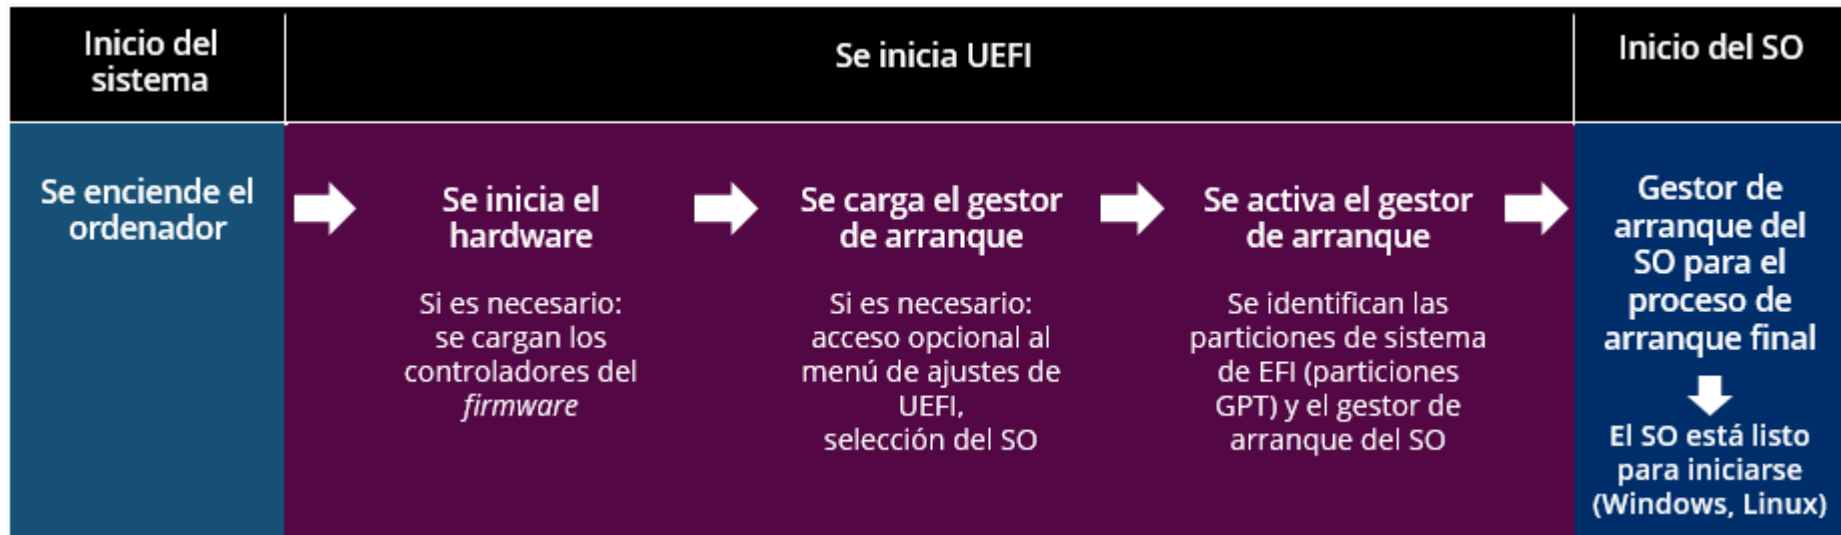 Inicio del
sistema
Se inicia UEFI
Inicio del SO
Se enciende el
ordenador
Se inicia el
hardware
Si es necesario:
se cargan los
controladores del
firmware
Se carga el gestor
de arranque
Si es necesario:
acceso opcional al
menú de ajustes de
UEFI,
selección del SO
Se activa el gestor
de arranque
Se identifican las
particiones de sistema
de EFI (particiones
GPT) y el gestor de
arranque del SO
Gestor de
arranque del
SO para el
proceso de
arranque final
El SO está listo
para iniciarse
(Windows, Linux)